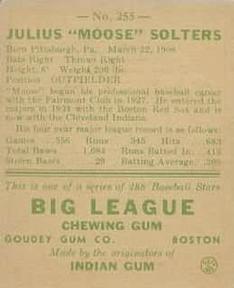 — No. 255 —
JULIUS "MOOSE" SOLTERS
Born Pittsburgh, Pa. March 22, 1908
Bats Right Throws Right
Height, 6' Weight 200 lbs.
Position OUTFIELDER
"Moose" began his professional baseball career
with the Fairmont Club in 1927. He entered the
majors in 1934 with the Boston Red Sox and is
now with the Cleveland Indians.
His four year major league record is as follows:
Games 556 Runs 345 Hits 683
Total Bases 1,084 Runs Batted In
Stolen Bases 29 Batting Average
This is one of a series of 288 Baseball Stars
BIG LEAGUE
CHEWING GUM
GOUDEY GUM CO. BOSTON
Made by the originators of
INDIAN GUM